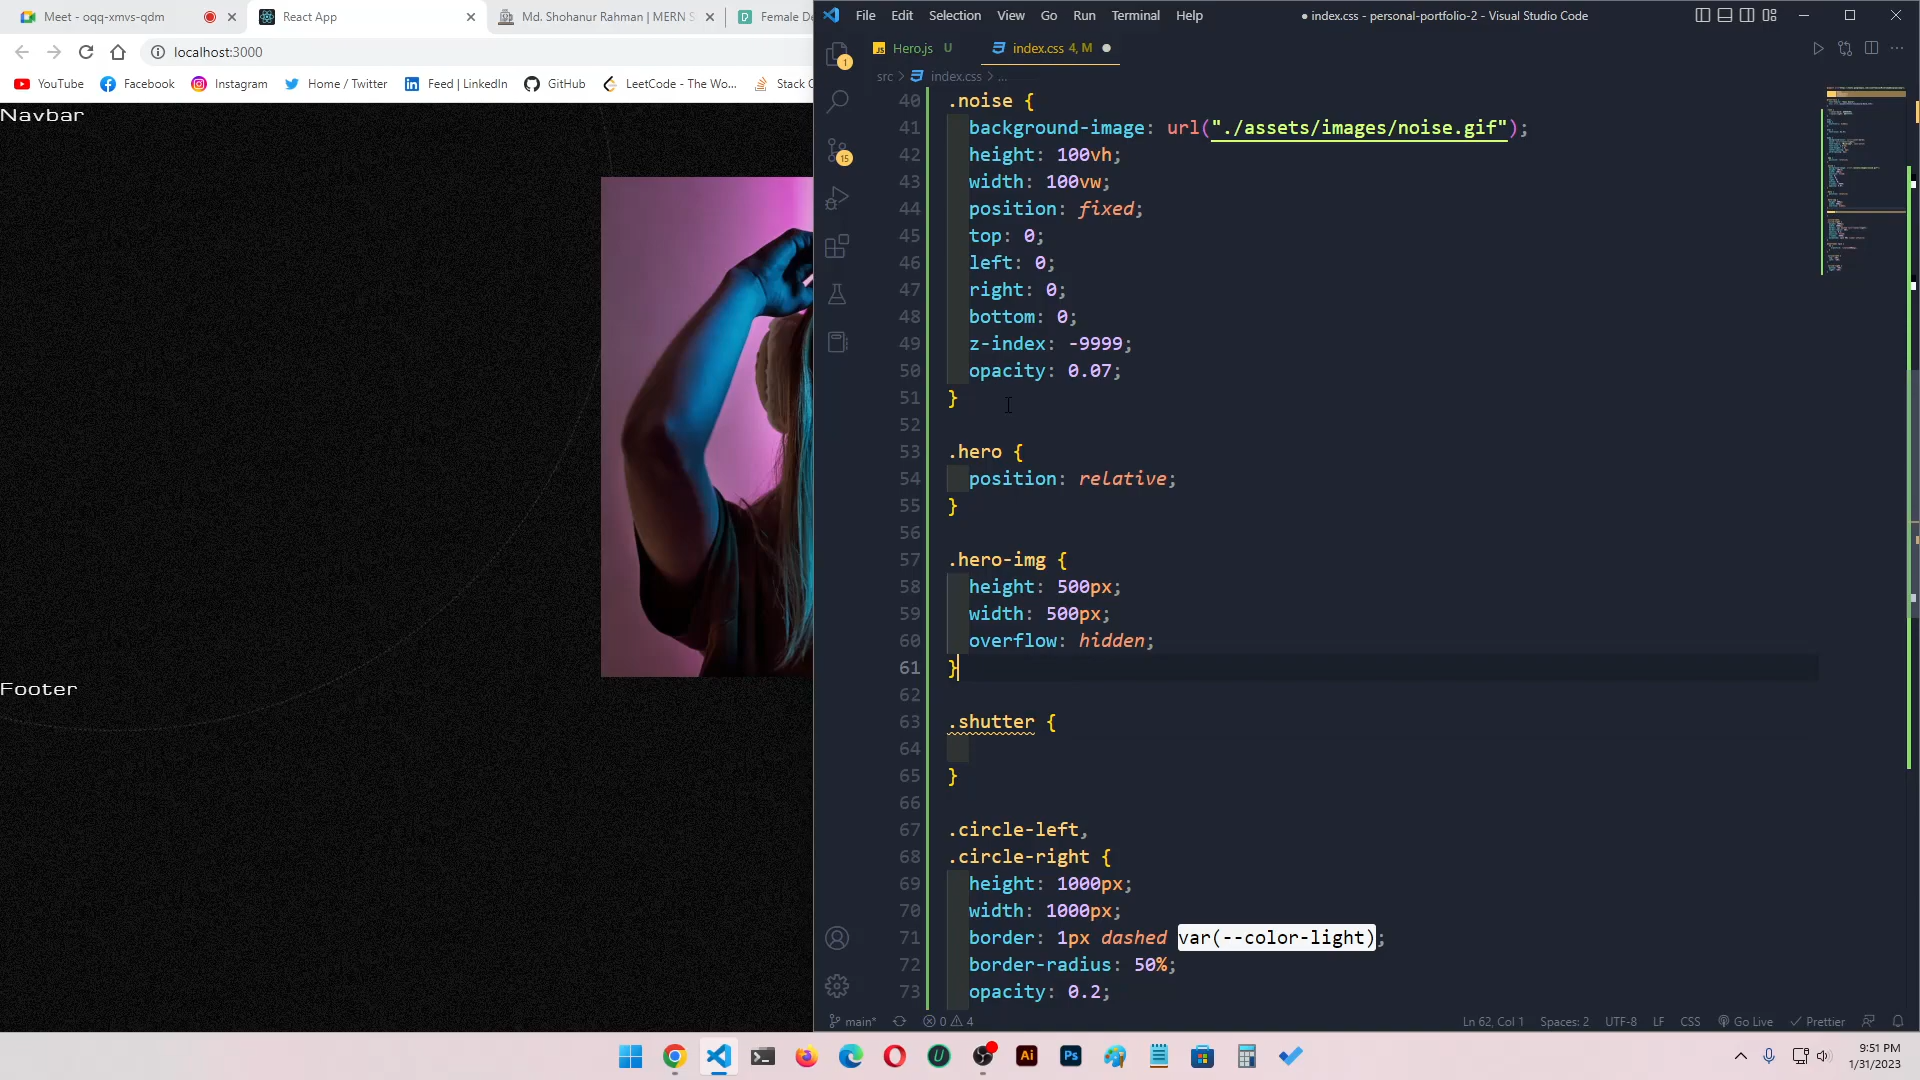 Meet - oqq-xmvs-qdm
React App
Md. Shohanur Rahman | MERN S
Female De
localhost:3000
YouTube
Facebook
Instagram
Home / Twitter
Feed | LinkedIn
GitHub
LeetCode - The Wo...
Stack O
Navbar
Footer
File Edit Selection View Go Run Terminal Help
● index.css - personal-portfolio-2 - Visual Studio Code
JS Hero.js U
index.css 4, M
src > index.css > ...
1
15
40 .noise {
41 background-image: url("./assets/images/noise.gif");
42 height: 100vh;
43 width: 100vw;
44 position: fixed;
45 top: 0;
46 left: 0;
47 right: 0;
48 bottom: 0;
49 z-index: -9999;
50 opacity: 0.07;
51 }
52
53 .hero {
54 position: relative;
55 }
56
57 .hero-img {
58 height: 500px;
59 width: 500px;
60 overflow: hidden;
61 }
62
63 .shutter {
64
65 }
66
67 .circle-left,
68 .circle-right {
69 height: 1000px;
70 width: 1000px;
71 border: 1px dashed var(--color-light);
72 border-radius: 50%;
73 opacity: 0.2;
main* 0 4 Ln 62, Col 1 Spaces: 2 UTF-8 LF CSS Go Live Prettier
U
Ai
Ps
9:51 PM
1/31/2023